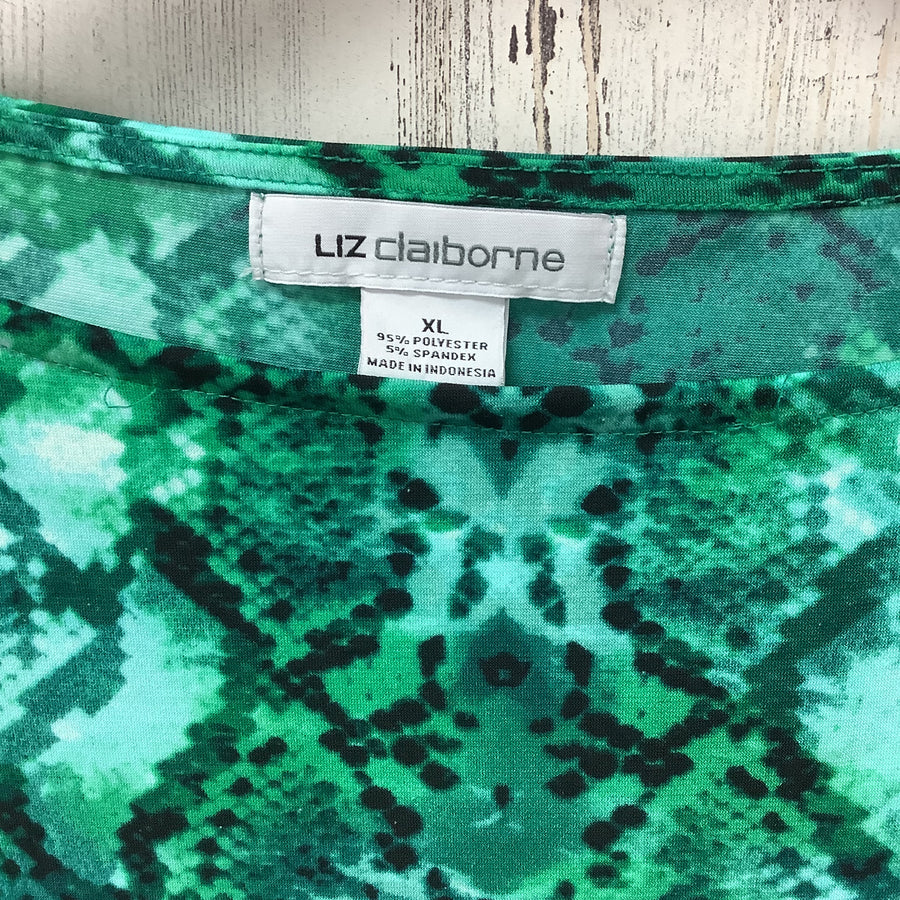 LIZ claiborne
XL
95% POLYESTER
5% SPANDEX
MADE IN INDONESIA